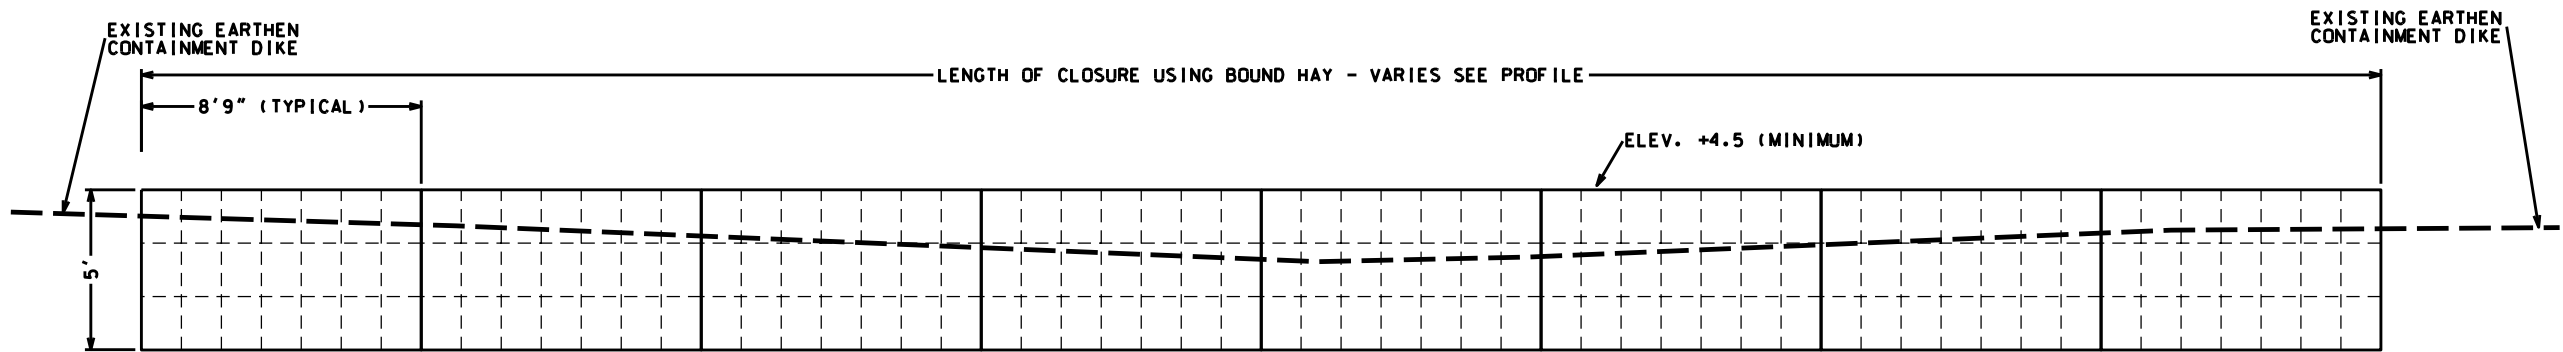 EXISTING EARTHEN
CONTAINMENT DIKE
EXISTING EARTHEN
CONTAINMENT DIKE
LENGTH OF CLOSURE USING BOUND HAY - VARIES SEE PROFILE
8'9" (TYPICAL)
ELEV. +4.5 (MINIMUM)
5'